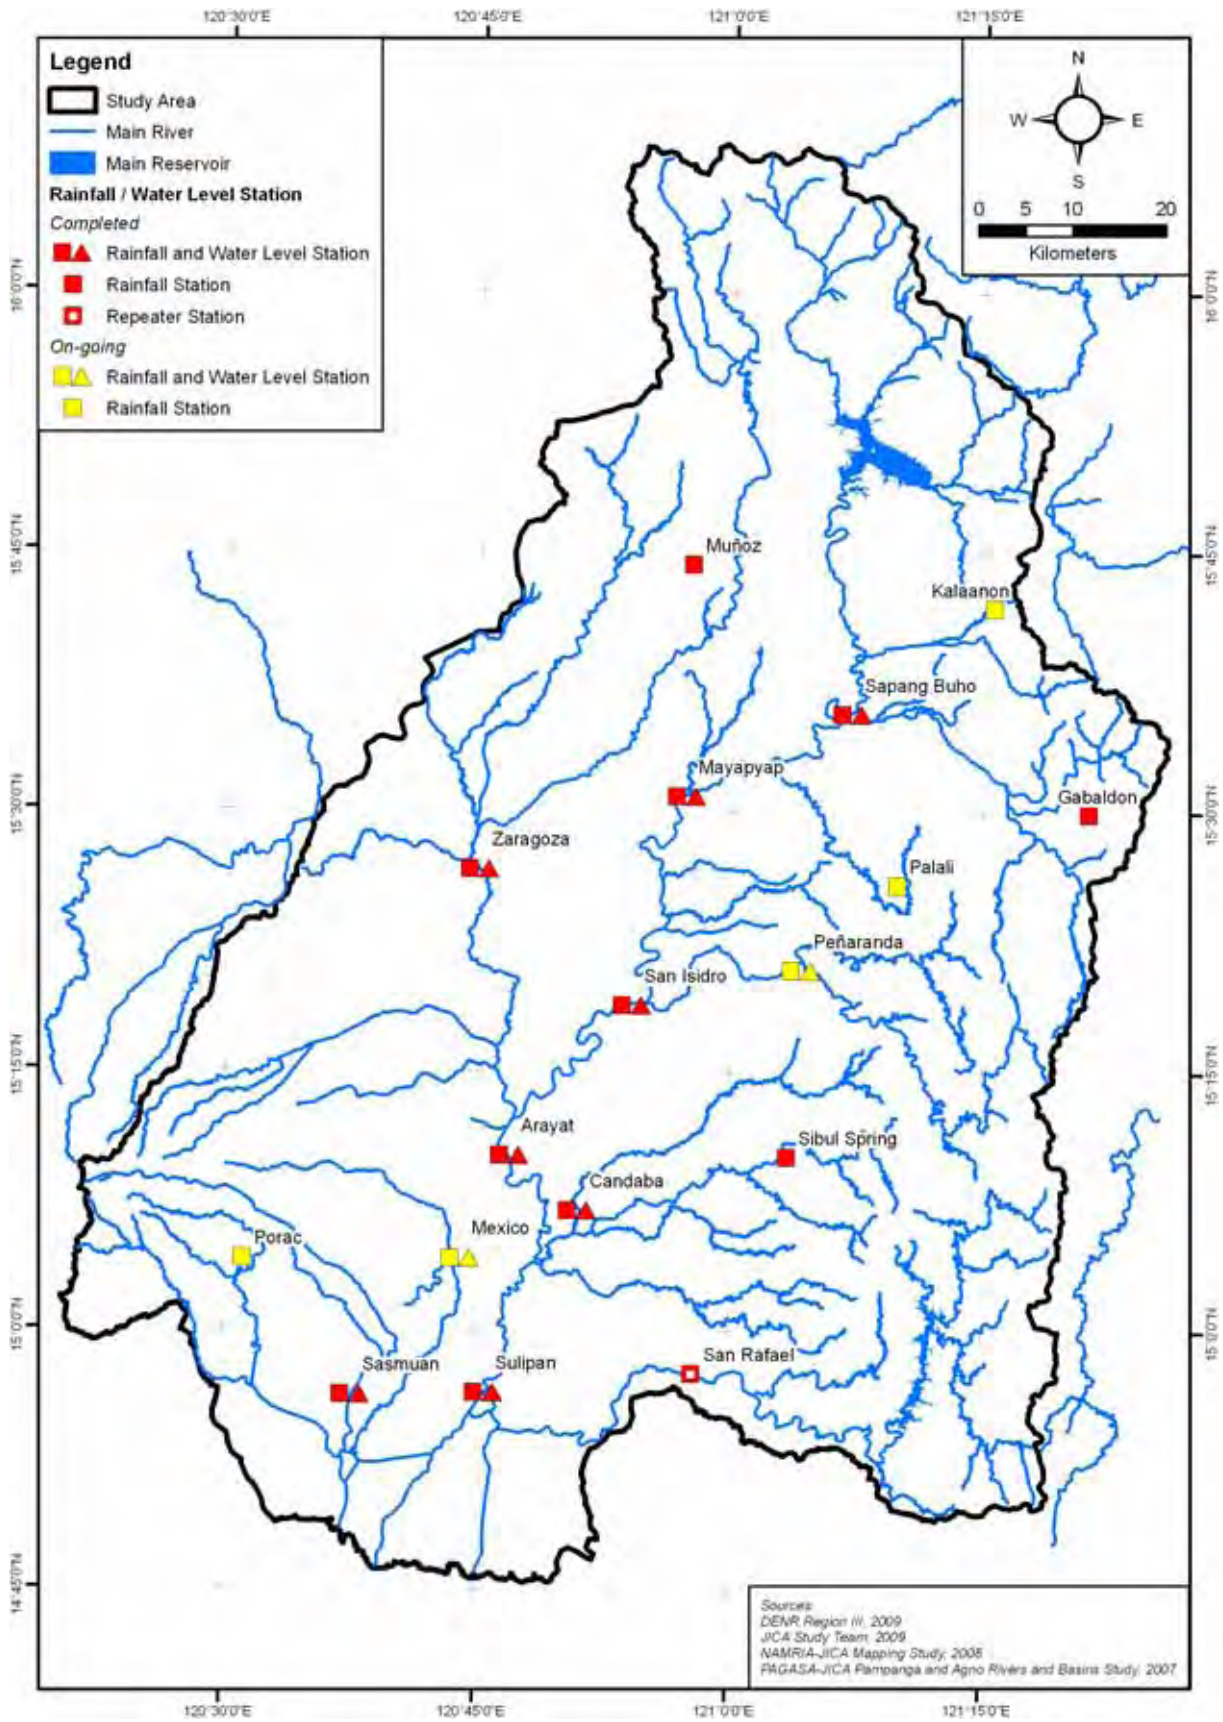 120°30'0"E
120°45'0"E
121°0'0"E
121°15'0"E
Legend
Study Area
Main River
Main Reservoir
Rainfall / Water Level Station
Completed
Rainfall and Water Level Station
Rainfall Station
Repeater Station
On-going
Rainfall and Water Level Station
Rainfall Station
N
W E
S
0 5 10 20
Kilometers
16°0'0"N
16°0'0"N
15°45'0"N
15°45'0"N
Muñoz
Kalaanon
Sapang Buho
Mayapyap
15°30'0"N
15°30'0"N
Gabaldon
Zaragoza
Palali
Peñaranda
San Isidro
15°15'0"N
15°15'0"N
Arayat
Sibul Spring
Candaba
Mexico
Porac
15°0'0"N
15°0'0"N
San Rafael
Sasmuan
Sulipan
14°45'0"N
Sources:
DENR Region III, 2009
JICA Study Team, 2009
NAMRIA-JICA Mapping Study, 2008
PAGASA-JICA Pampanga and Agno Rivers and Basins Study, 2007
120°30'0"E
120°45'0"E
121°0'0"E
121°15'0"E